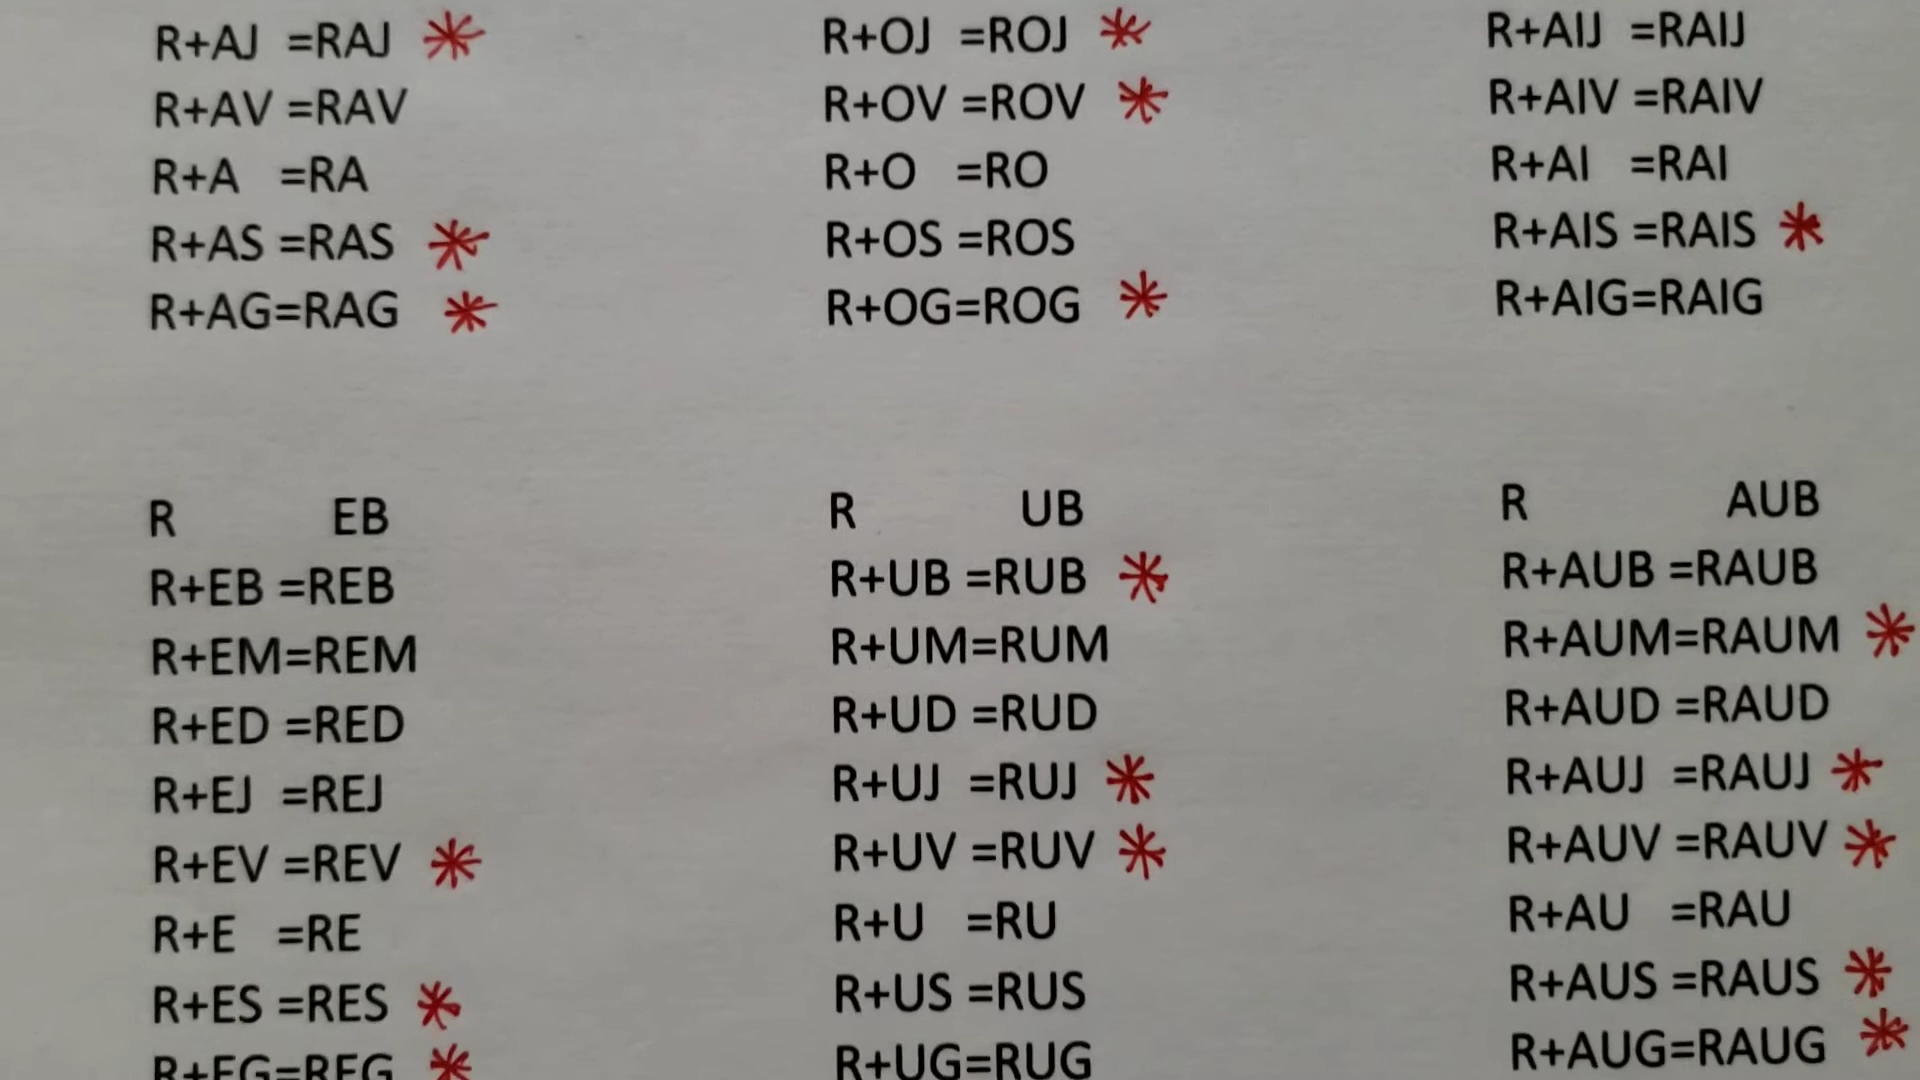 R+AJ =RAJ *
R+AV =RAV
R+A =RA
R+AS =RAS *
R+AG=RAG *
R+OJ =ROJ *
R+OV =ROV *
R+O =RO
R+OS =ROS
R+OG=ROG *
R+AIJ =RAIJ
R+AIV =RAIV
R+AI =RAI
R+AIS =RAIS *
R+AIG=RAIG
R EB
R+EB =REB
R+EM=REM
R+ED =RED
R+EJ =REJ
R+EV =REV *
R+E =RE
R+ES =RES *
R+EG=REG *
R UB
R+UB =RUB *
R+UM=RUM
R+UD =RUD
R+UJ =RUJ *
R+UV =RUV *
R+U =RU
R+US =RUS
R+UG=RUG
R AUB
R+AUB =RAUB
R+AUM=RAUM *
R+AUD =RAUD
R+AUJ =RAUJ *
R+AUV =RAUV *
R+AU =RAU
R+AUS =RAUS *
R+AUG=RAUG *